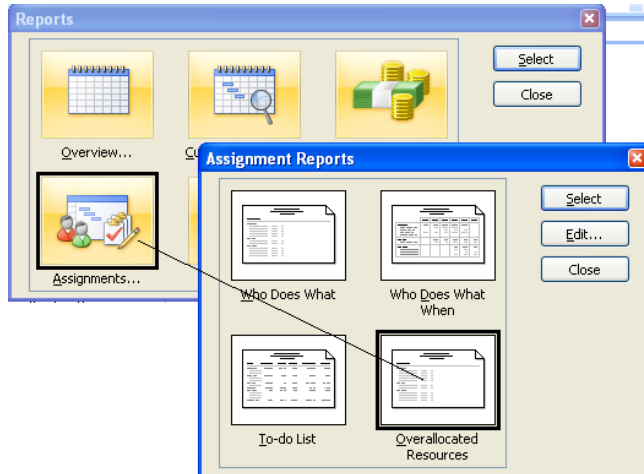 Reports
Select
Close
Overview...
Assignments...
Assignment Reports
Select
Edit...
Close
Who Does What
Who Does What
When
To-do List
Overallocated
Resources